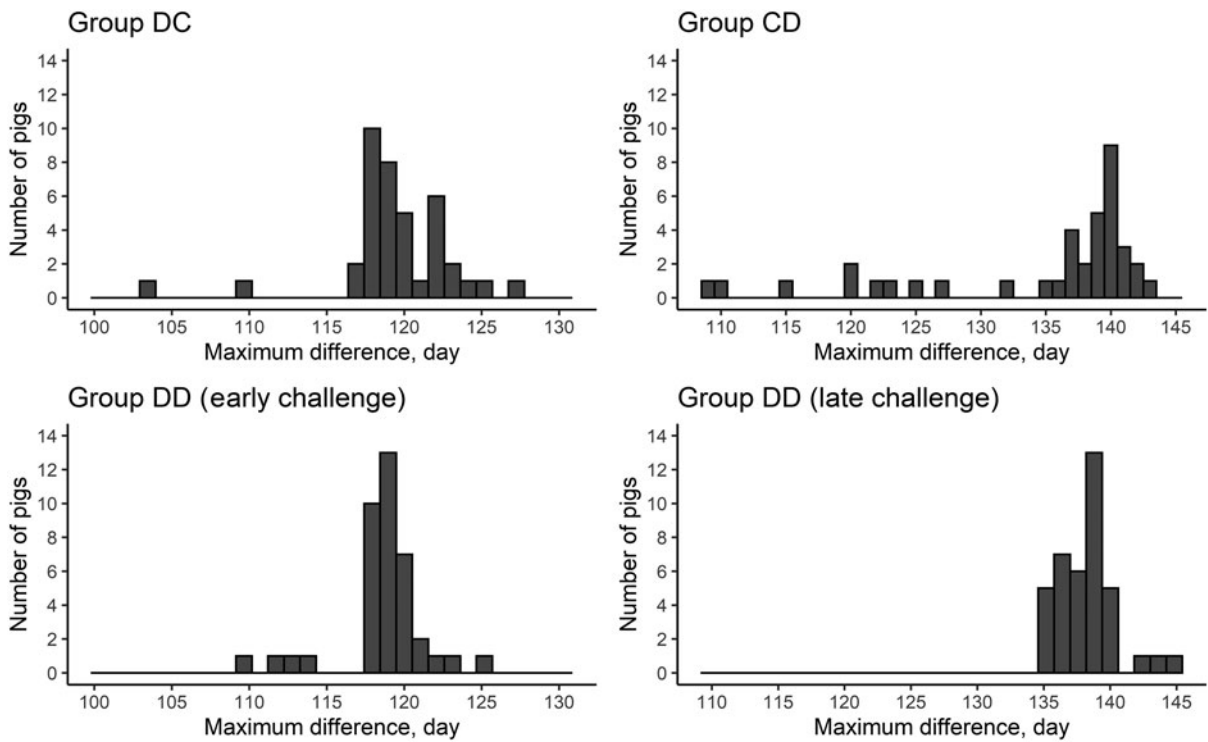 Group DC
14
12
10
8
6
4
2
0
Number of pigs
100 105 110 115 120 125 130
Maximum difference, day
Group CD
14
12
10
8
6
4
2
0
Number of pigs
110 115 120 125 130 135 140 145
Maximum difference, day
Group DD (early challenge)
14
12
10
8
6
4
2
0
Number of pigs
100 105 110 115 120 125 130
Maximum difference, day
Group DD (late challenge)
14
12
10
8
6
4
2
0
Number of pigs
110 115 120 125 130 135 140 145
Maximum difference, day